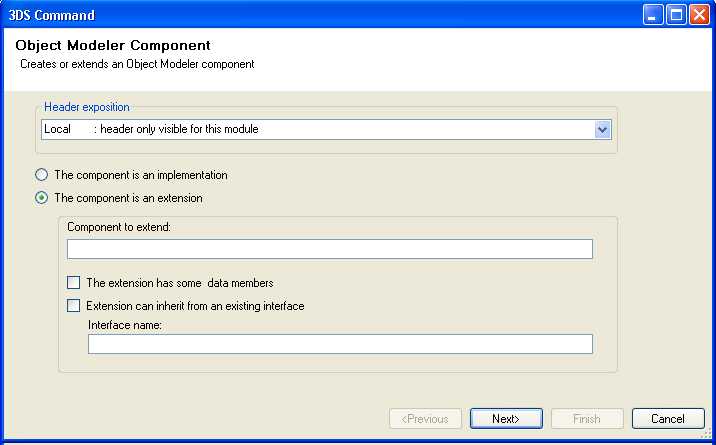 3DS Command
Object Modeler Component
Creates or extends an Object Modeler component
Header exposition
Local : header only visible for this module
The component is an implementation
The component is an extension
Component to extend:
The extension has some data members
Extension can inherit from an existing interface
Interface name:
<Previous Next> Finish Cancel